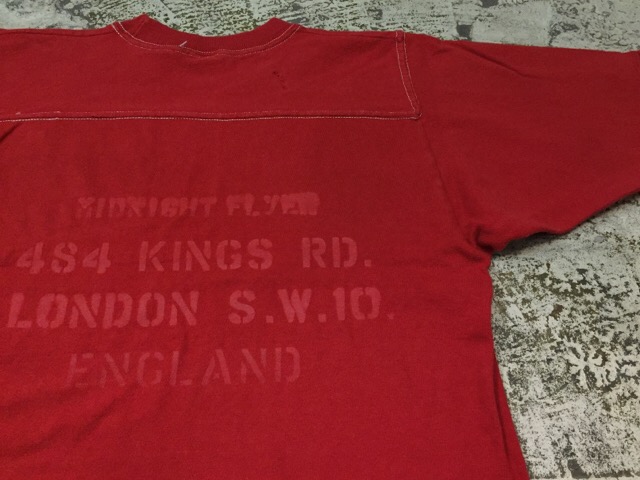 MIDNIGHT FLYER
484 KINGS RD.
LONDON S.W.10.
ENGLAND